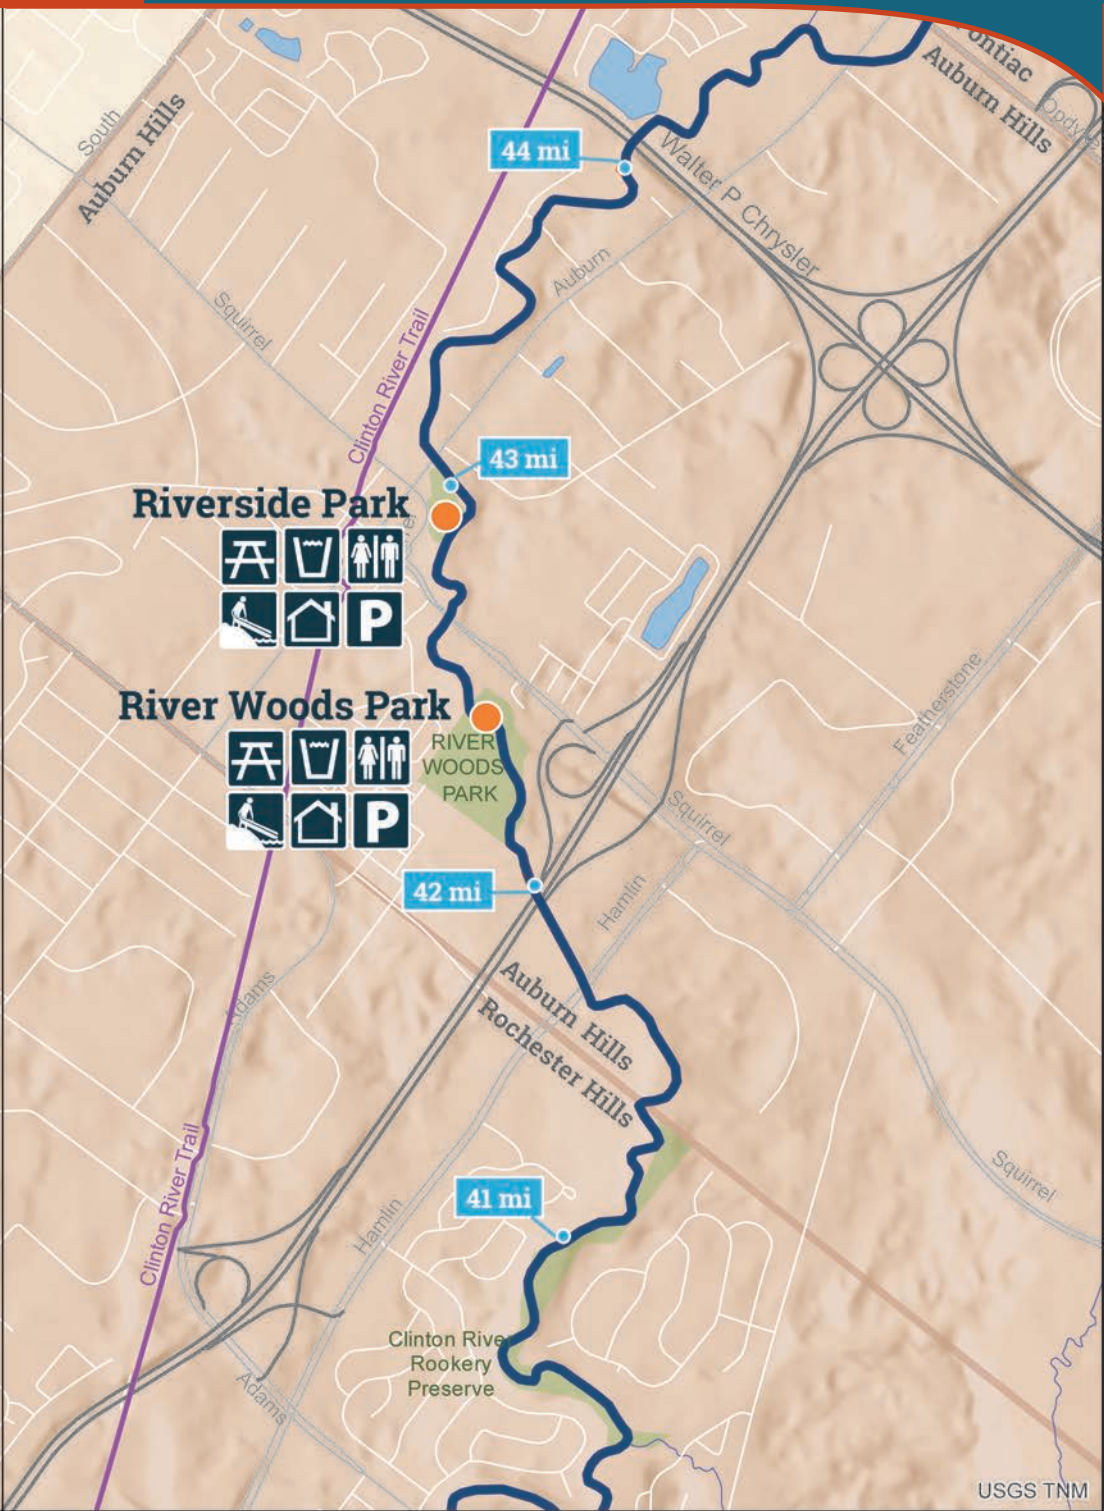 Pontiac
Auburn Hills
South
Auburn Hills
44 mi
Walter P Chrysler
Auburn
Squirrel
Clinton River Trail
43 mi
Riverside Park
P
River Woods Park
RIVER
WOODS
PARK
P
Featherstone
Squirrel
42 mi
Hamlin
Adams
Auburn Hills
Rochester Hills
Squirrel
41 mi
Clinton River Trail
Hamlin
Clinton River
Rookery
Preserve
Adams
USGS TNM